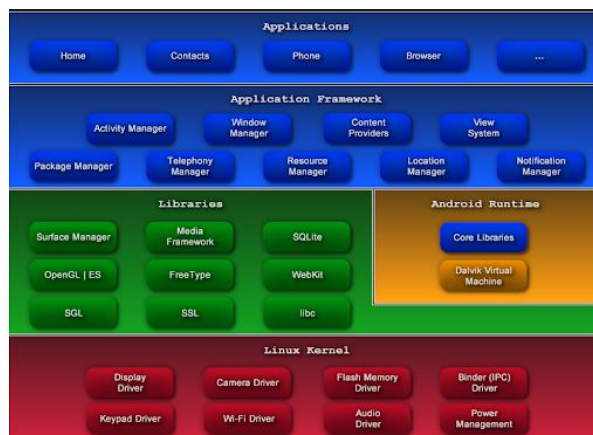 Applications
Home Contacts Phone Browser ...
Application Framework
Activity Manager Window Manager Content Providers View System
Package Manager Telephony Manager Resource Manager Location Manager Notification Manager
Libraries
Surface Manager Media Framework SQLite
OpenGL | ES FreeType WebKit
SGL SSL libc
Android Runtime
Core Libraries
Dalvik Virtual Machine
Linux Kernel
Display Driver Camera Driver Flash Memory Driver Binder (IPC) Driver
Keypad Driver Wi-Fi Driver Audio Driver Power Management